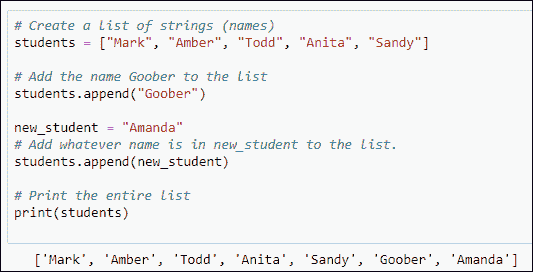 # Create a list of strings (names)
students = ["Mark", "Amber", "Todd", "Anita", "Sandy"]
# Add the name Goober to the list
students.append("Goober")
new_student = "Amanda"
# Add whatever name is in new_student to the list.
students.append(new_student)
# Print the entire list
print(students)
['Mark', 'Amber', 'Todd', 'Anita', 'Sandy', 'Goober', 'Amanda']